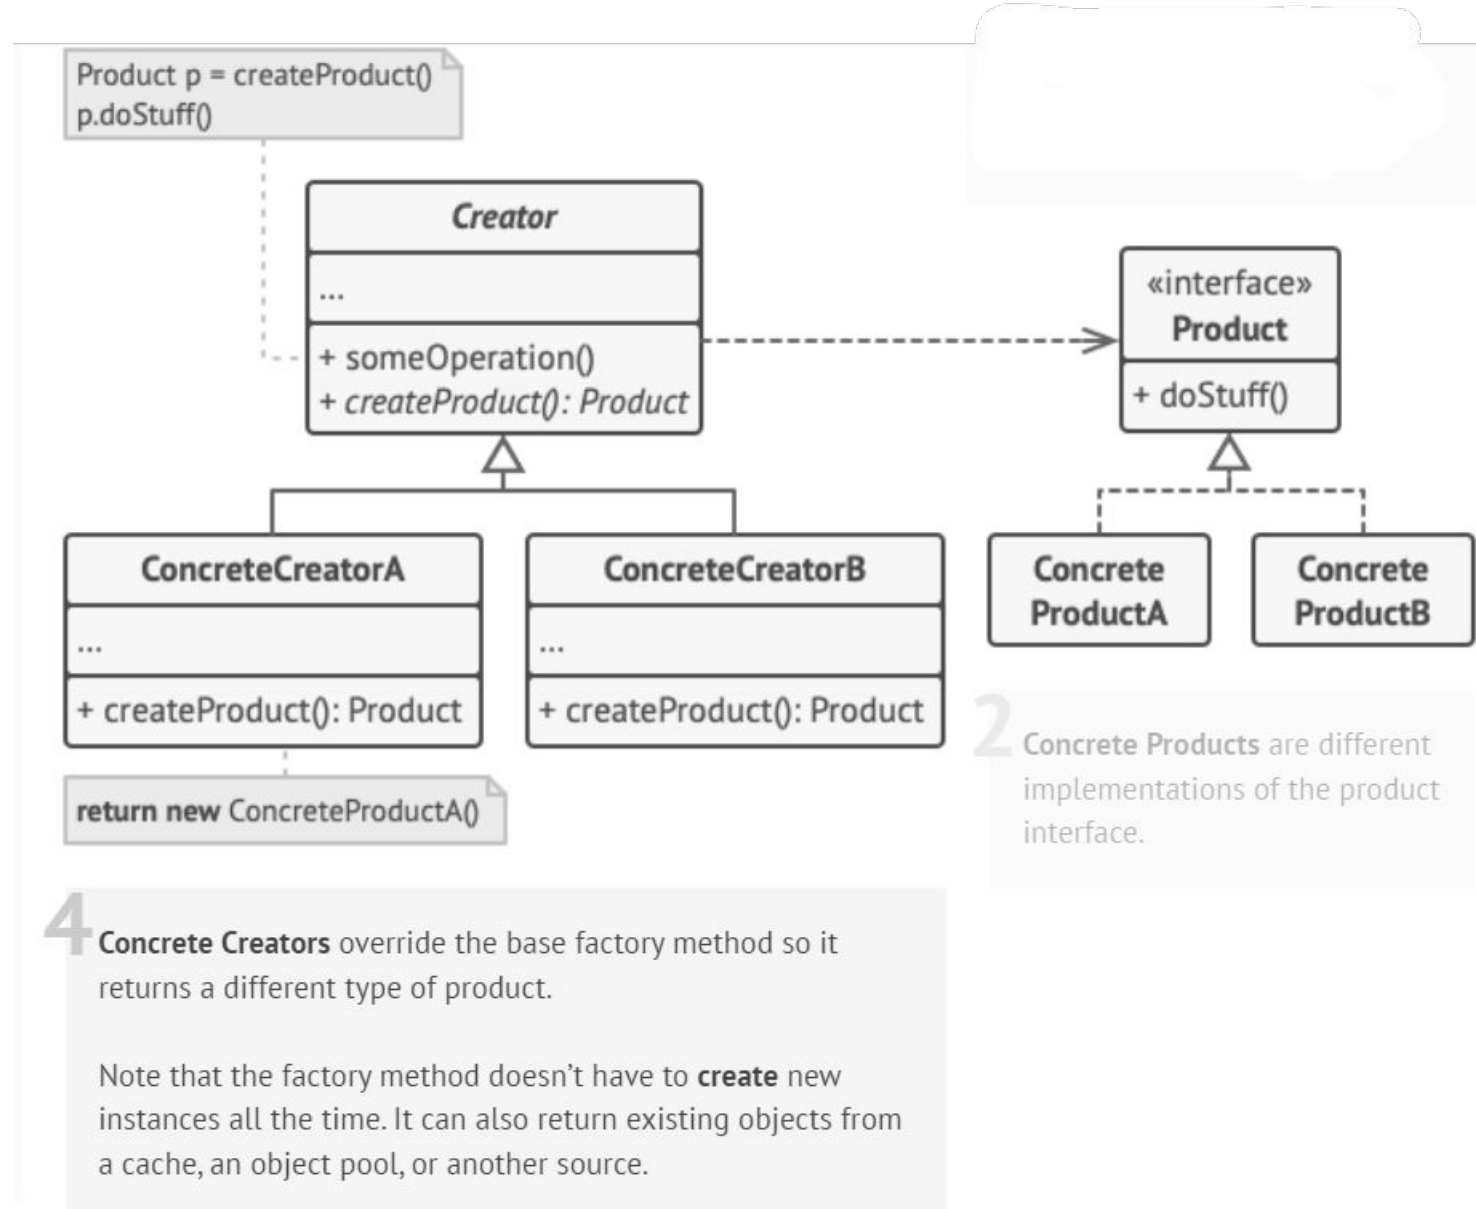 Product p = createProduct()
p.doStuff()
Creator
...
+ someOperation()
+ createProduct(): Product
«interface»
Product
+ doStuff()
ConcreteCreatorA
...
+ createProduct(): Product
ConcreteCreatorB
...
+ createProduct(): Product
Concrete
ProductA
Concrete
ProductB
return new ConcreteProductA()
2
Concrete Products are different
implementations of the product
interface.
4
Concrete Creators override the base factory method so it
returns a different type of product.
Note that the factory method doesn't have to create new
instances all the time. It can also return existing objects from
a cache, an object pool, or another source.